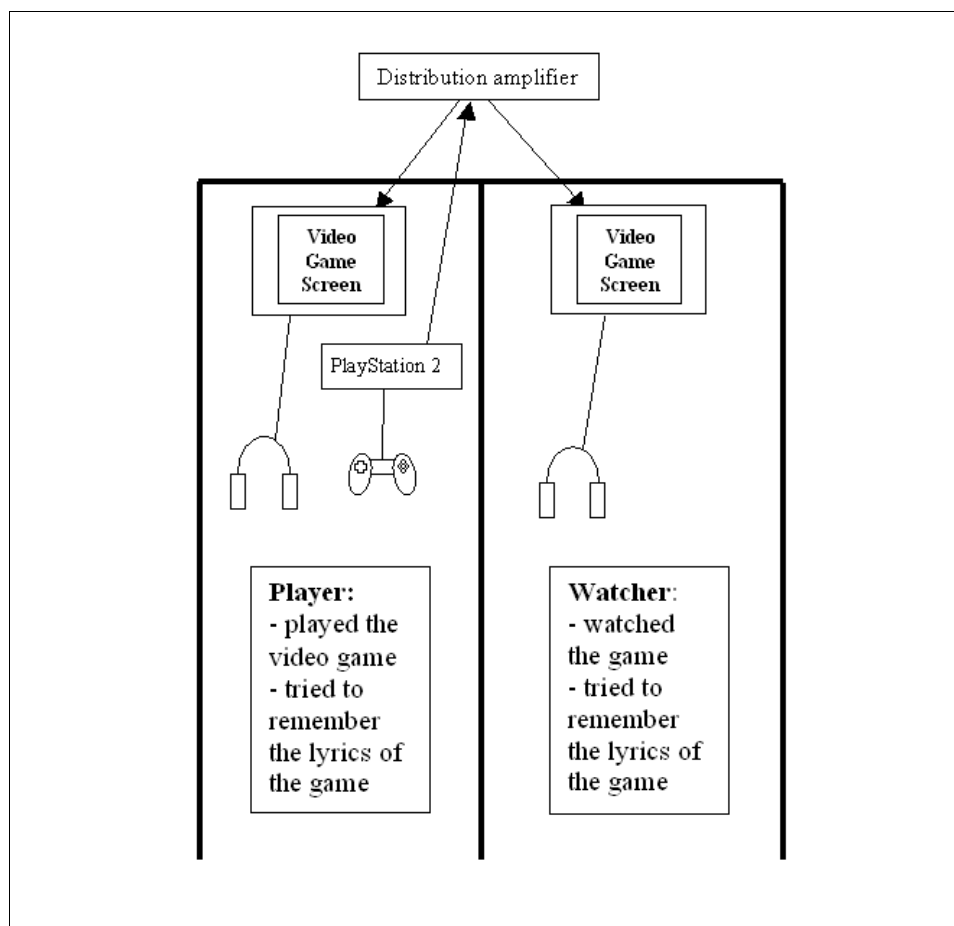 Distribution amplifier
Video
Game
Screen
Video
Game
Screen
PlayStation 2
Player:
- played the
video game
- tried to
remember
the lyrics of
the game
Watcher:
- watched
the game
- tried to
remember
the lyrics of
the game